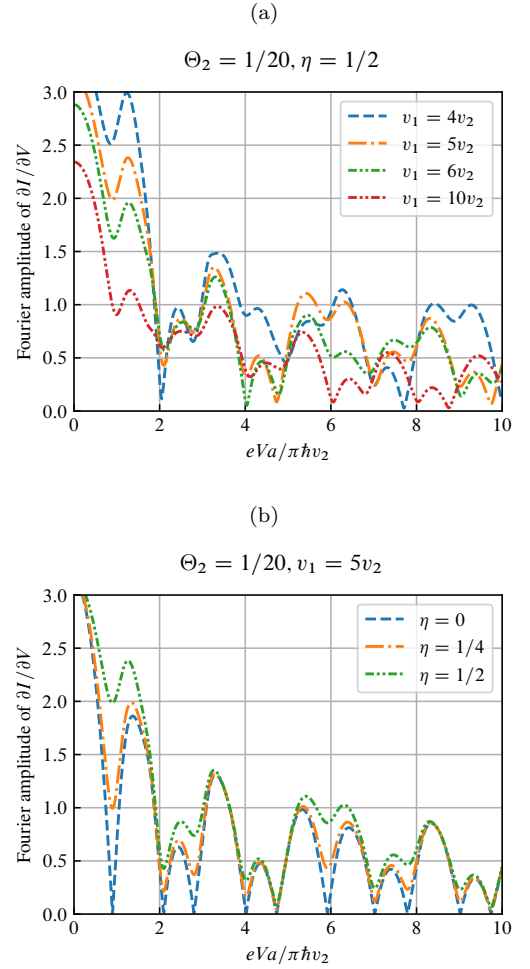 (a)
Θ₂ = 1/20, η = 1/2
Fourier amplitude of ∂I/∂V
3.0
2.5
2.0
1.5
1.0
0.5
0.0
v₁ = 4v₂
v₁ = 5v₂
v₁ = 6v₂
v₁ = 10v₂
0 2 4 6 8 10
eVa/πħv₂
(b)
Θ₂ = 1/20, v₁ = 5v₂
Fourier amplitude of ∂I/∂V
3.0
2.5
2.0
1.5
1.0
0.5
0.0
η = 0
η = 1/4
η = 1/2
0 2 4 6 8 10
eVa/πħv₂